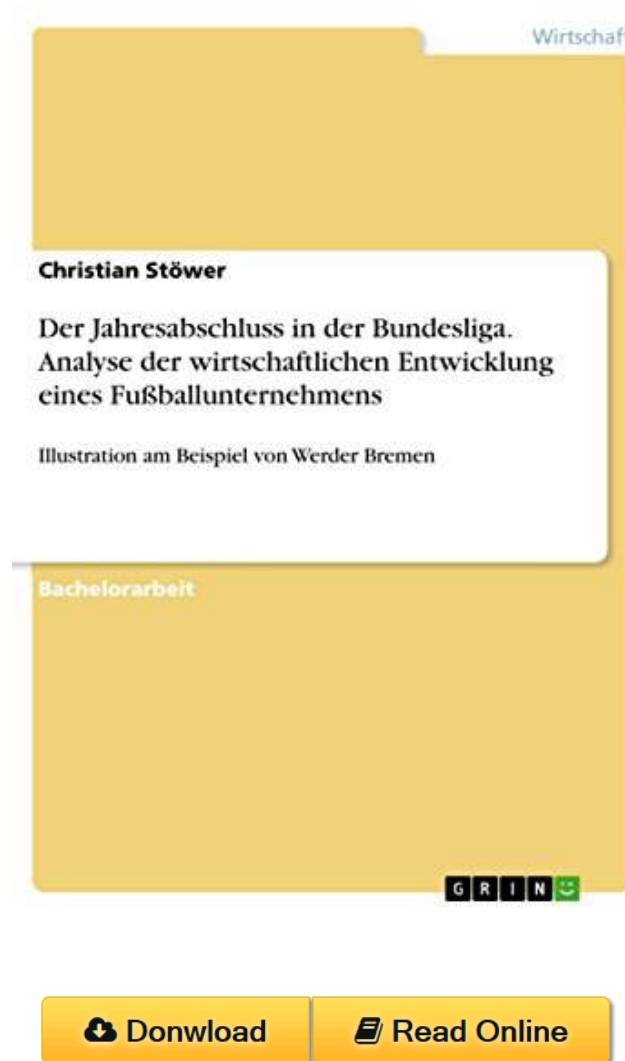 Wirtschaft
Christian Stöwer
Der Jahresabschluss in der Bundesliga.
Analyse der wirtschaftlichen Entwicklung
eines Fußballunternehmens
Illustration am Beispiel von Werder Bremen
Bachelorarbeit
GRIN
Donwload
Read Online